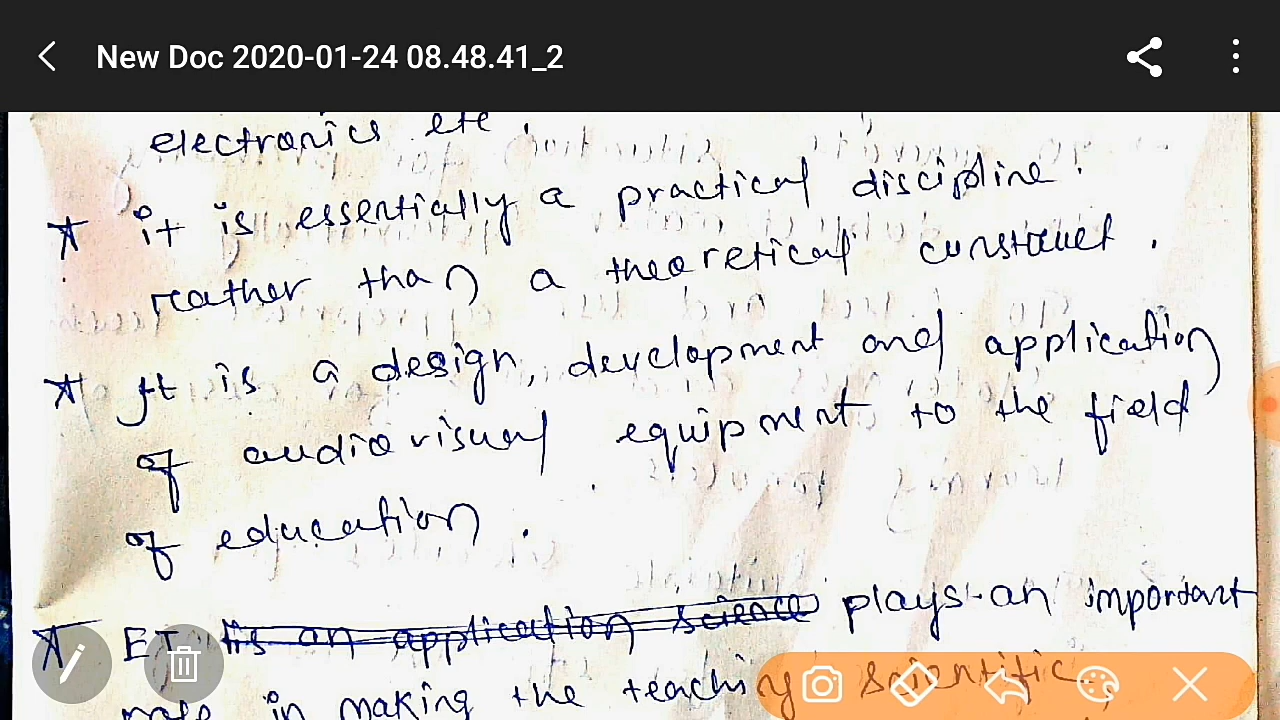 New Doc 2020-01-24 08.48.41_2
electronics etc.
★ it is essentially a practical discipline.
rather than a theoretical construct.
★ It is a design, development and application
of audiovisual equipment to the field
of education.
★ ET is an application science plays an important
in making the teaching scientific